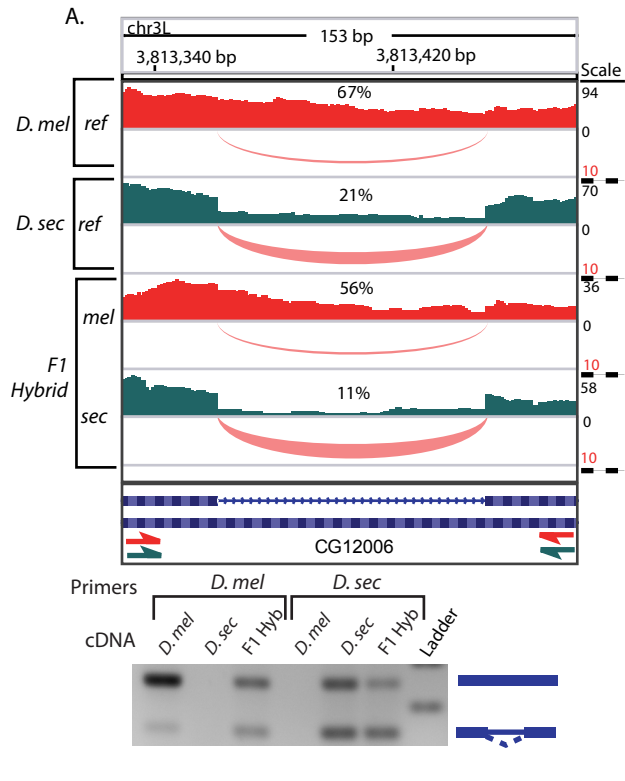 A.
chr3L
153 bp
3,813,340 bp 3,813,420 bp
Scale
D. mel ref 67% 94
0
10
D. sec ref 21% 70
0
10
F1 Hybrid
mel 56% 36
0
10
sec 11% 58
0
10
CG12006
Primers D. mel D. sec
cDNA D. mel D. sec F1 Hyb D. mel D. sec F1 Hyb Ladder